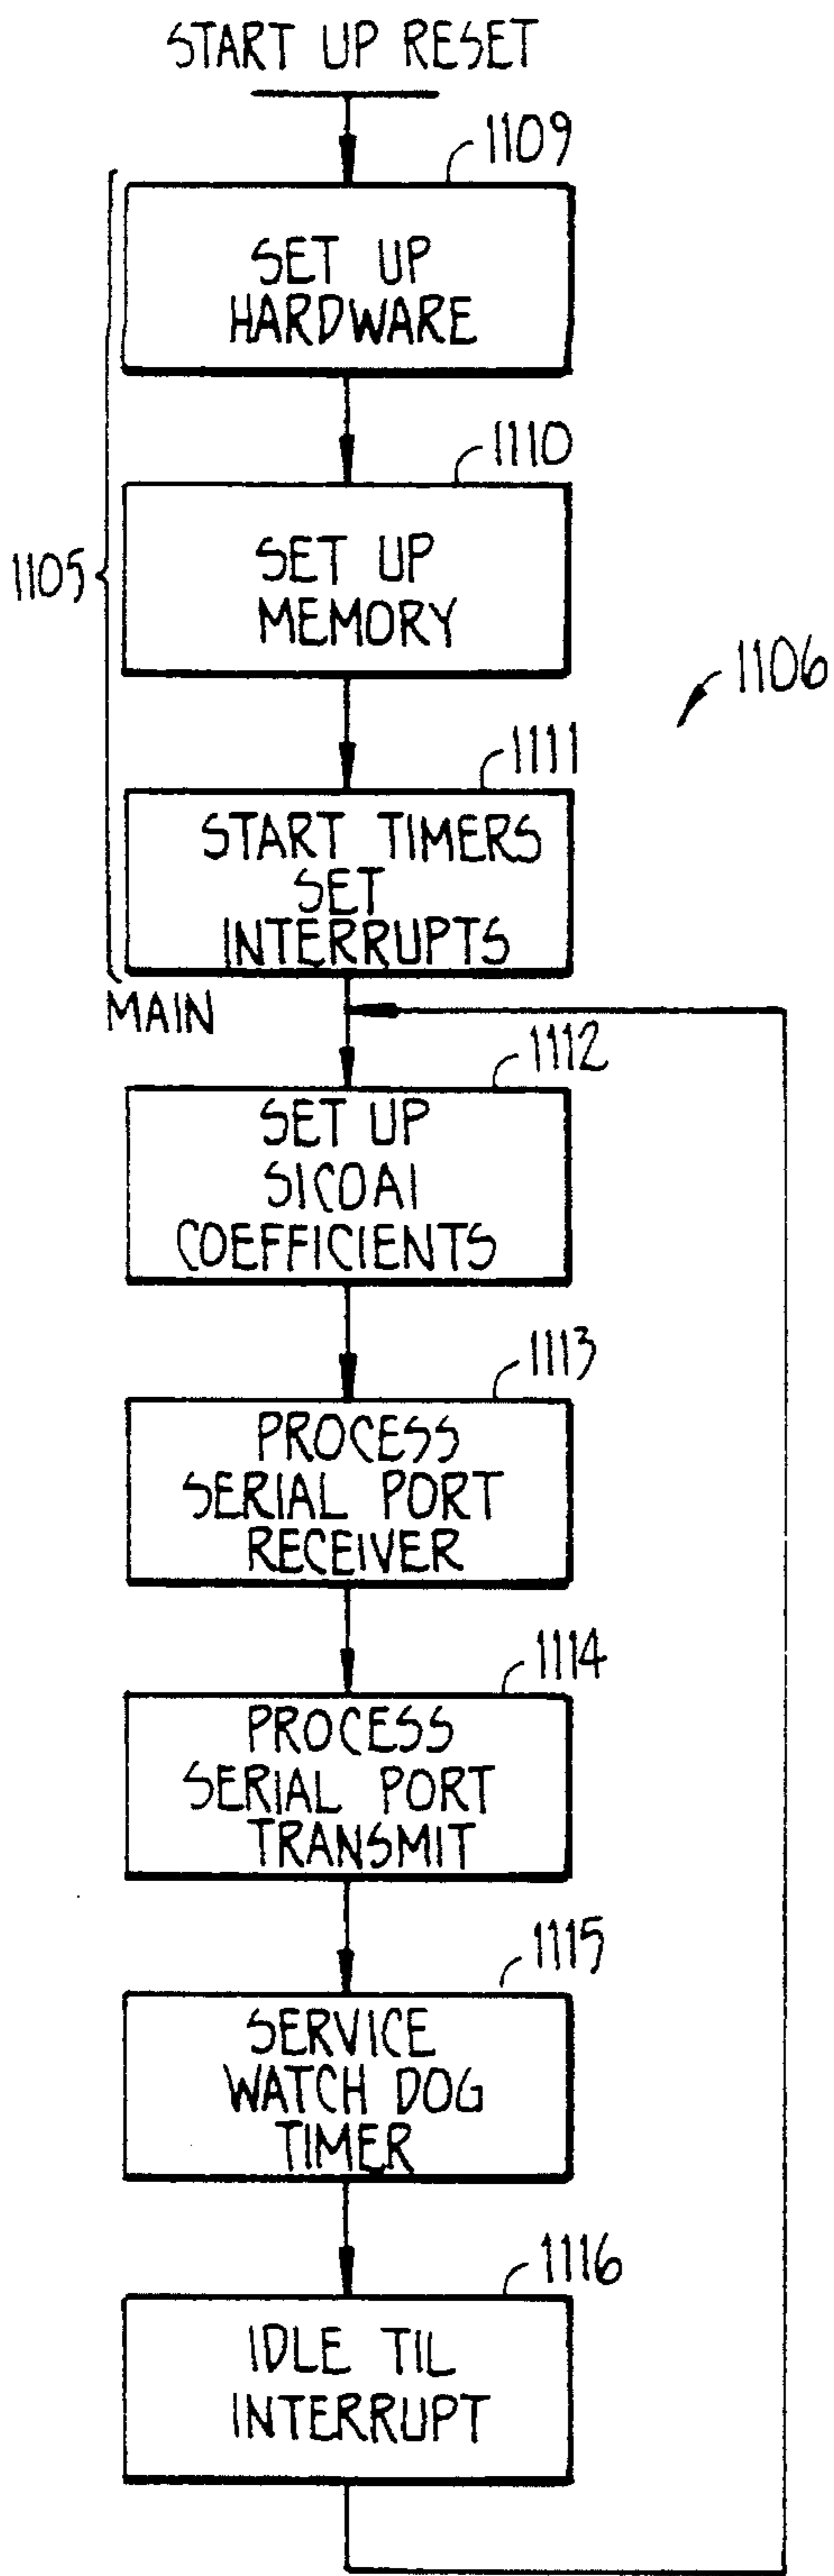 START UP RESET
1109
SET UP
HARDWARE
1110
SET UP
MEMORY
1105
1106
1111
START TIMERS
SET
INTERRUPTS
MAIN
1112
SET UP
SICOAI
COEFFICIENTS
1113
PROCESS
SERIAL PORT
RECEIVER
1114
PROCESS
SERIAL PORT
TRANSMIT
1115
SERVICE
WATCH DOG
TIMER
1116
IDLE TIL
INTERRUPT